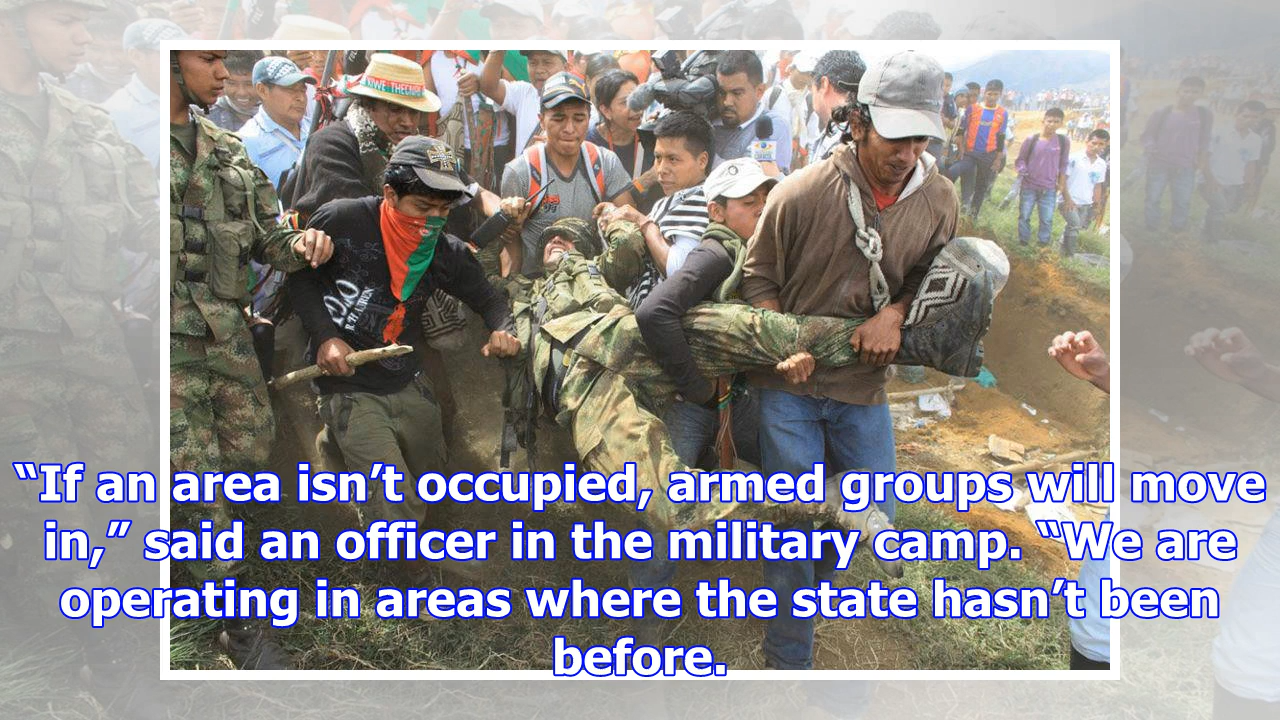 “If an area isn’t occupied, armed groups will move
in,” said an officer in the military camp. “We are
operating in areas where the state hasn’t been
before.